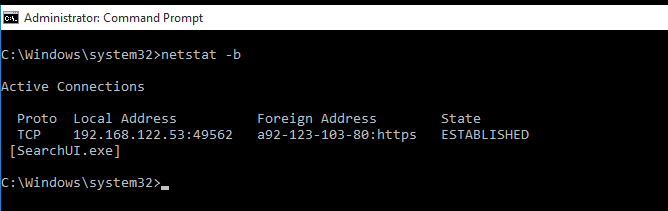 Administrator: Command Prompt
C:\Windows\system32>netstat -b
Active Connections
Proto  Local Address          Foreign Address        State
TCP    192.168.122.53:49562   a92-123-103-80:https   ESTABLISHED
[SearchUI.exe]
C:\Windows\system32>